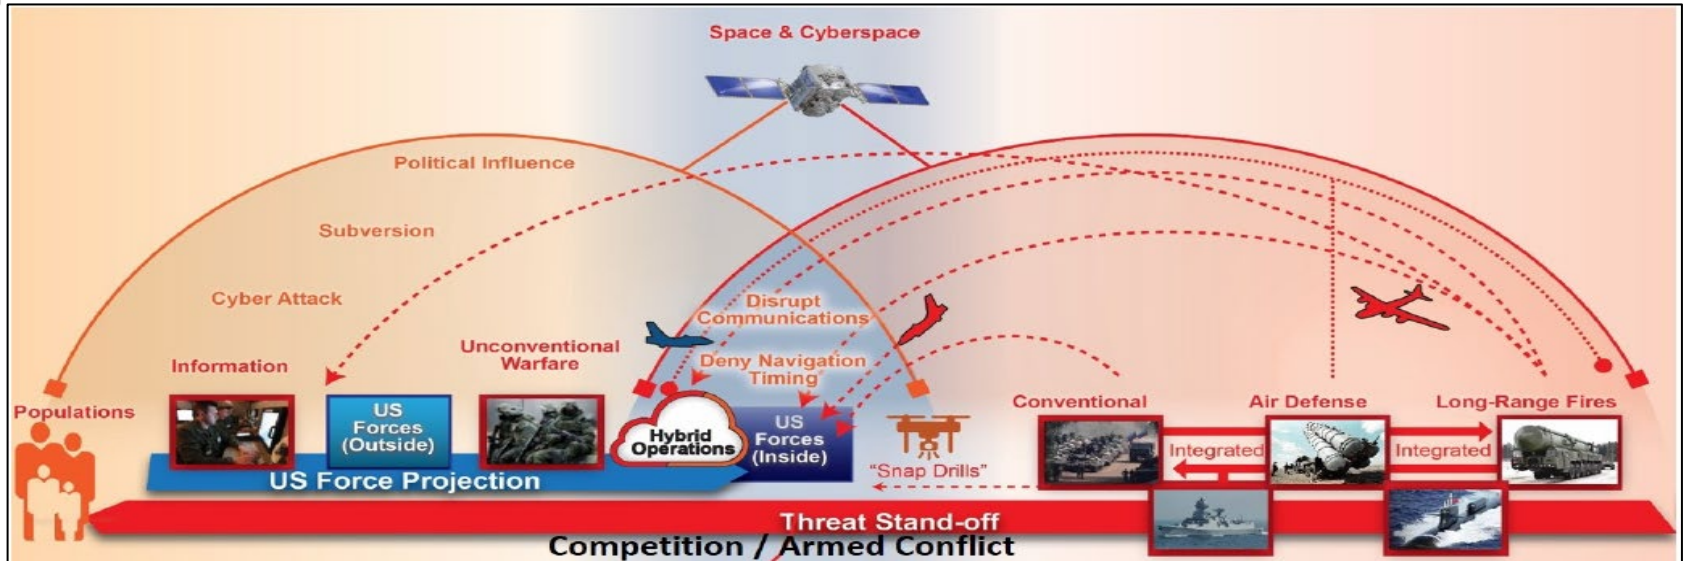 Space & Cyberspace
Political Influence
Subversion
Cyber Attack
Disrupt
Communications
Deny Navigation
Timing
Information
Unconventional
Warfare
Populations
US
Forces
(Outside)
Hybrid
Operations
US
Forces
(Inside)
"Snap Drills"
Conventional
Air Defense
Long-Range Fires
Integrated
Integrated
US Force Projection
Threat Stand-off
Competition / Armed Conflict